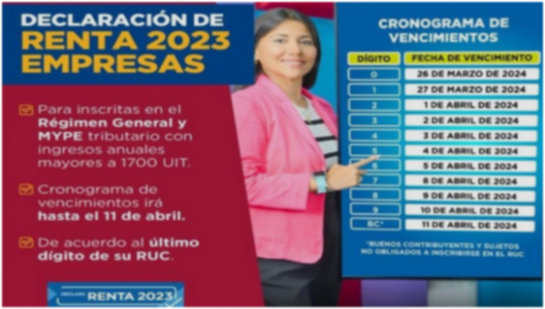 DECLARACIÓN DE
RENTA 2023
EMPRESAS
Para inscritas en el
Régimen General y
MYPE tributario con
ingresos anuales
mayores a 1700 UIT.
Cronograma de
vencimientos irá
hasta el 11 de abril.
De acuerdo al último
dígito de su RUC.
DECLARA RENTA 2023
CRONOGRAMA DE
VENCIMIENTOS
DÍGITO FECHA DE VENCIMIENTO
0 26 DE MARZO DE 2024
1 27 DE MARZO DE 2024
2 1 DE ABRIL DE 2024
3 2 DE ABRIL DE 2024
4 3 DE ABRIL DE 2024
5 4 DE ABRIL DE 2024
5 DE ABRIL DE 2024
7 8 DE ABRIL DE 2024
8 9 DE ABRIL DE 2024
9 10 DE ABRIL DE 2024
BC* 11 DE ABRIL DE 2024
*BUENOS CONTRIBUYENTES Y SUJETOS
NO OBLIGADOS A INSCRIBIRSE EN EL RUC